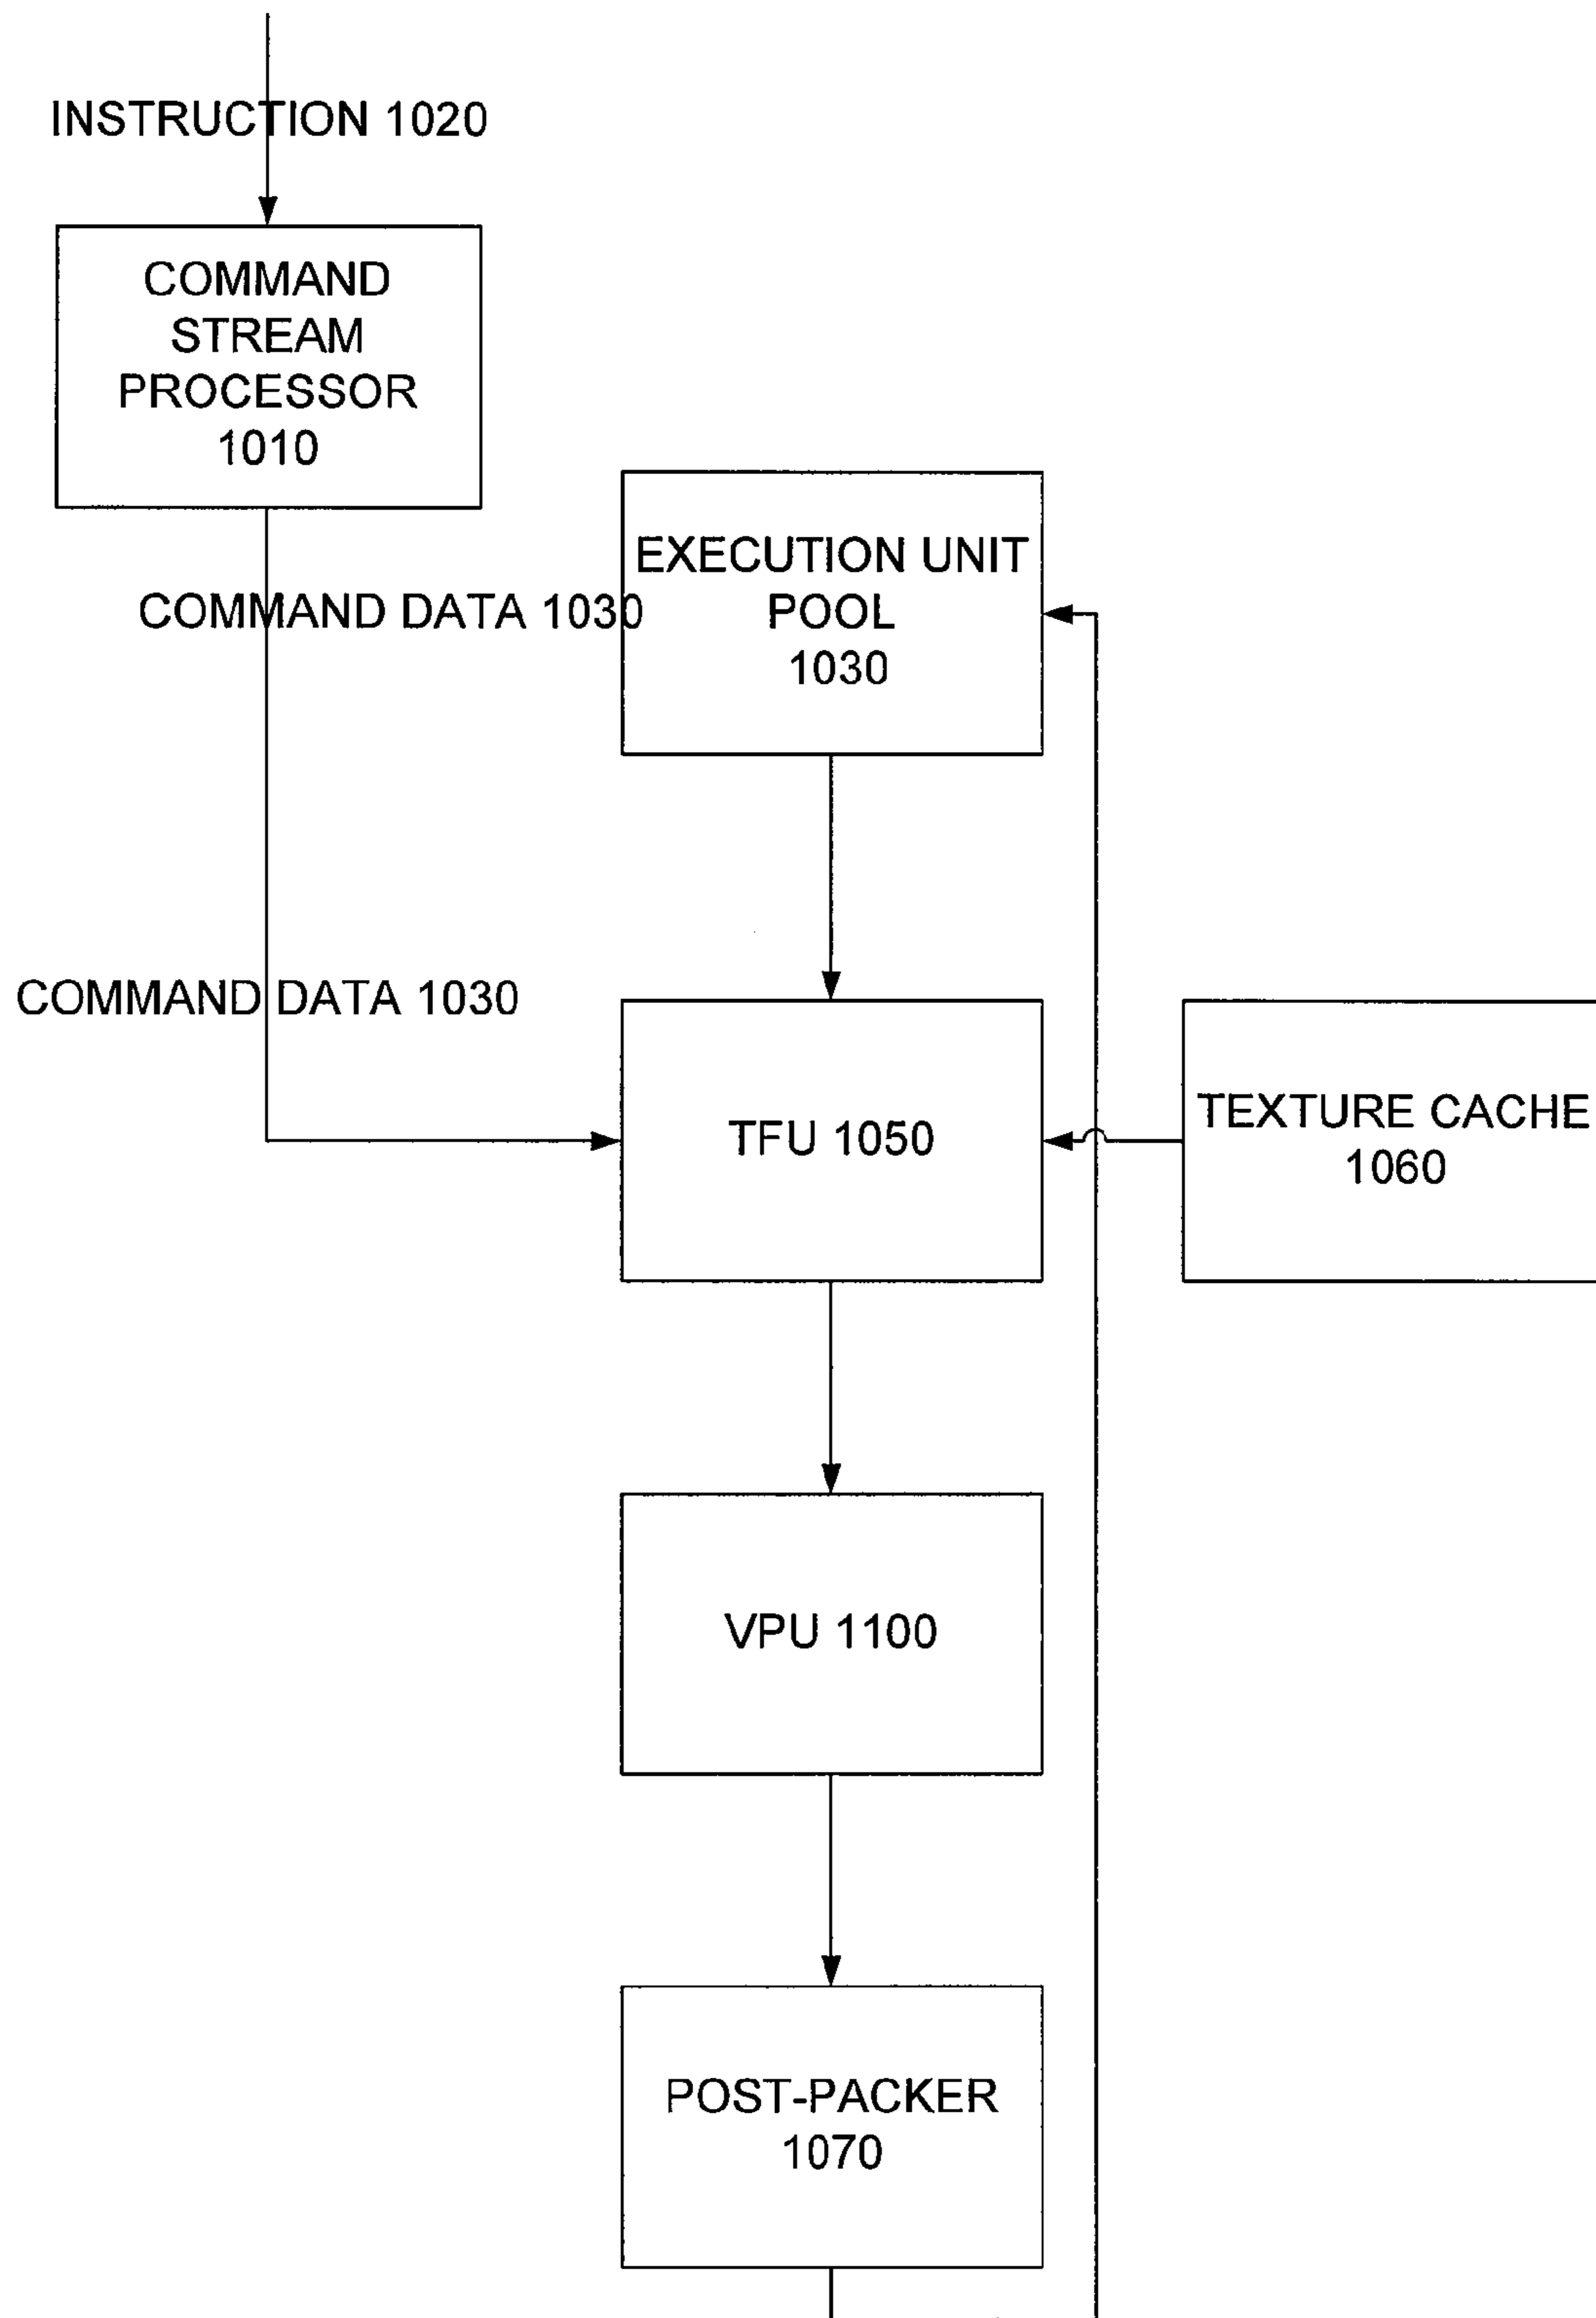 INSTRUCTION 1020
COMMAND
STREAM
PROCESSOR
1010
EXECUTION UNIT
POOL
1030
COMMAND DATA 1030
COMMAND DATA 1030
TFU 1050
TEXTURE CACHE
1060
VPU 1100
POST-PACKER
1070